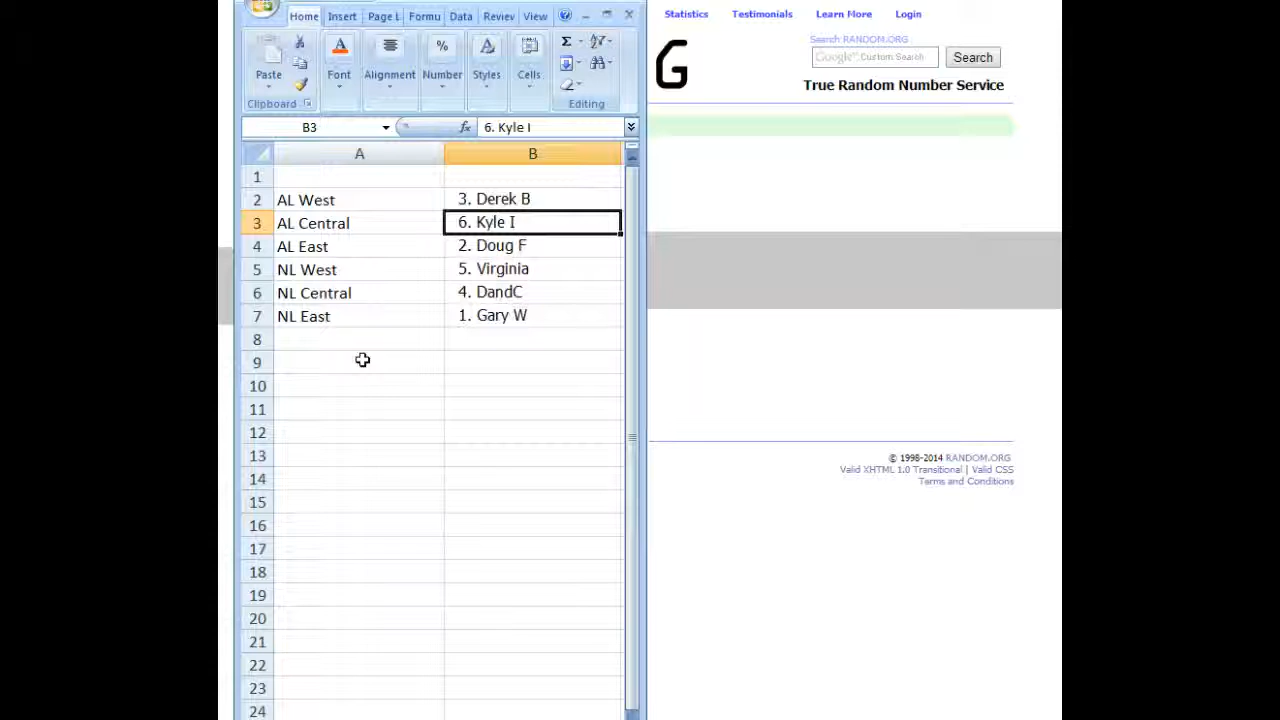 Home Insert Page L Formu Data Review View
Statistics Testimonials Learn More Login
Search RANDOM.ORG
Google™ Custom Search Search
G
True Random Number Service
Paste Font Alignment Number Styles Cells
Clipboard Editing
B3 fx 6. Kyle I
A B
1
2 AL West 3. Derek B
3 AL Central 6. Kyle I
4 AL East 2. Doug F
5 NL West 5. Virginia
6 NL Central 4. DandC
7 NL East 1. Gary W
8
9
10
11
12
13
14
15
16
17
18
19
20
21
22
23
24
© 1998-2014 RANDOM.ORG
Valid XHTML 1.0 Transitional | Valid CSS
Terms and Conditions